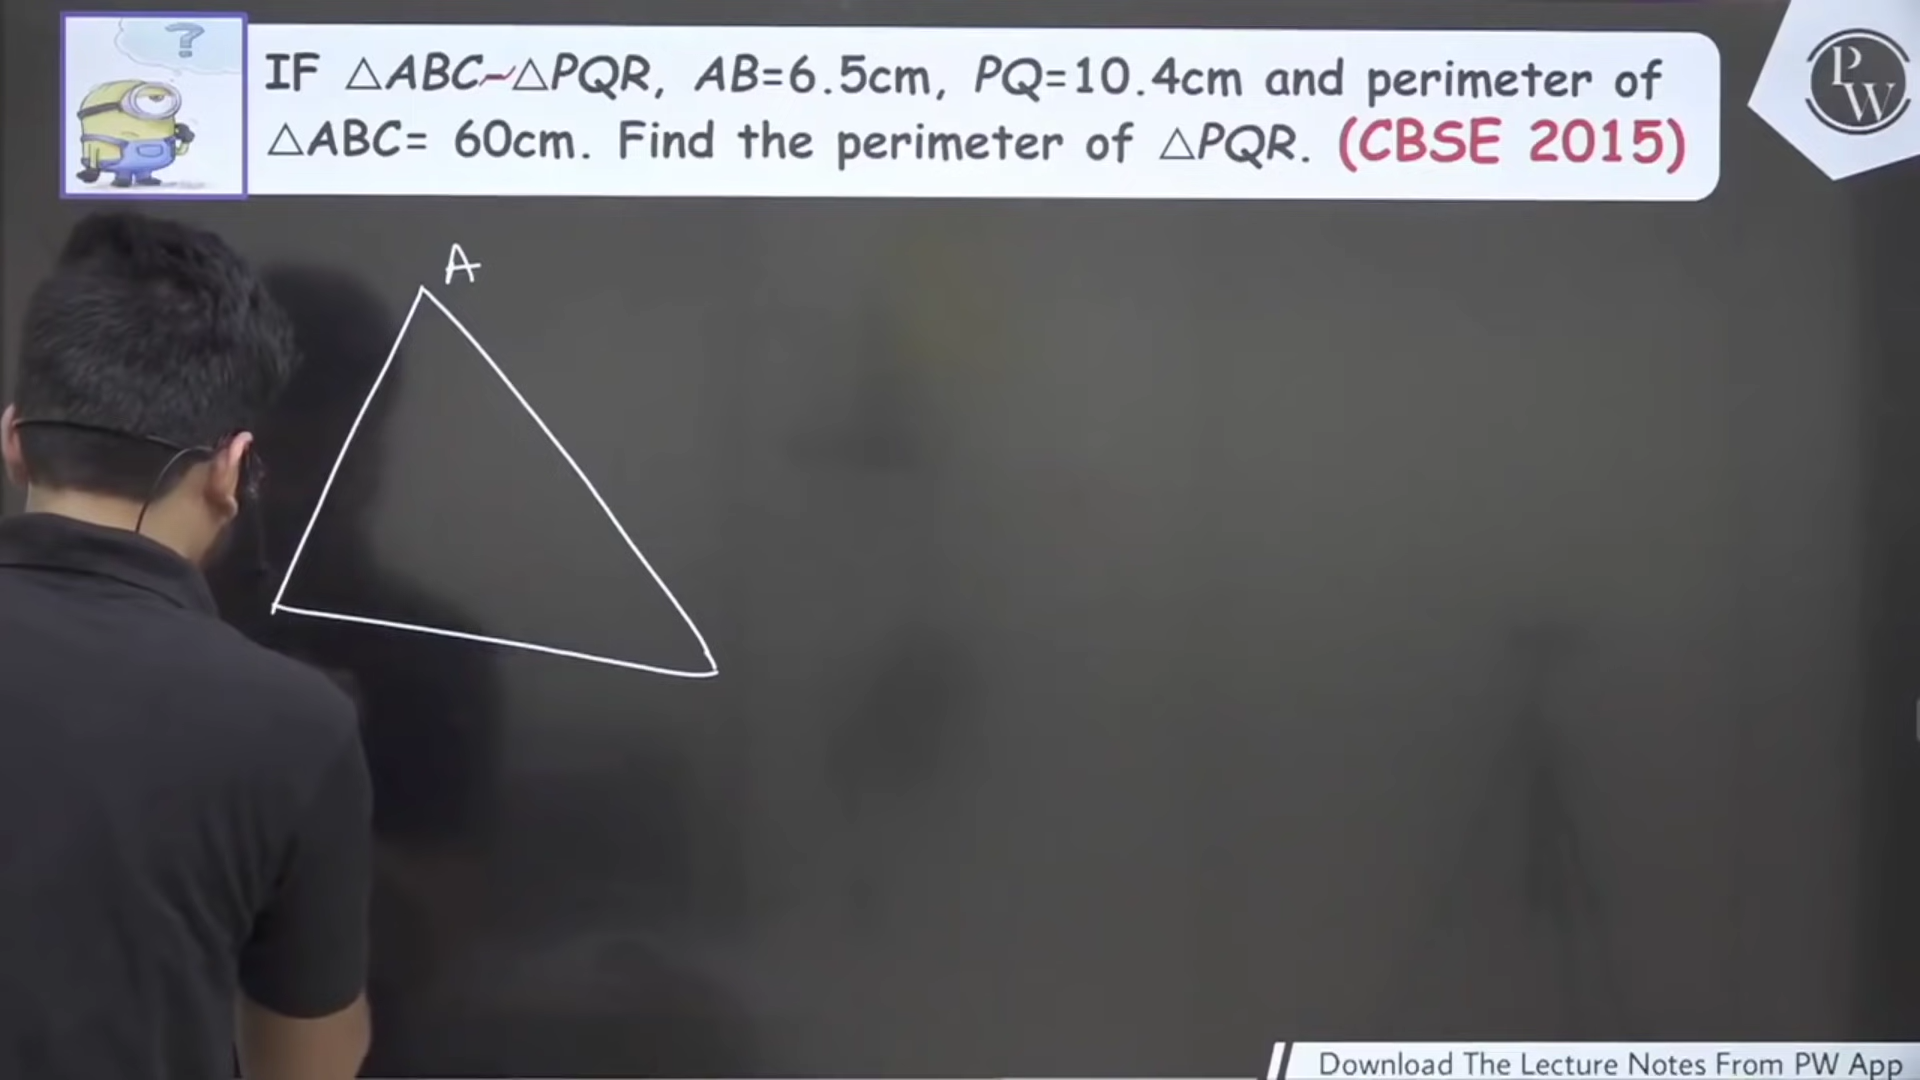 ?
IF △ABC~△PQR, AB=6.5cm, PQ=10.4cm and perimeter of
△ABC= 60cm. Find the perimeter of △PQR. (CBSE 2015)
P
W
A
Download The Lecture Notes From PW App